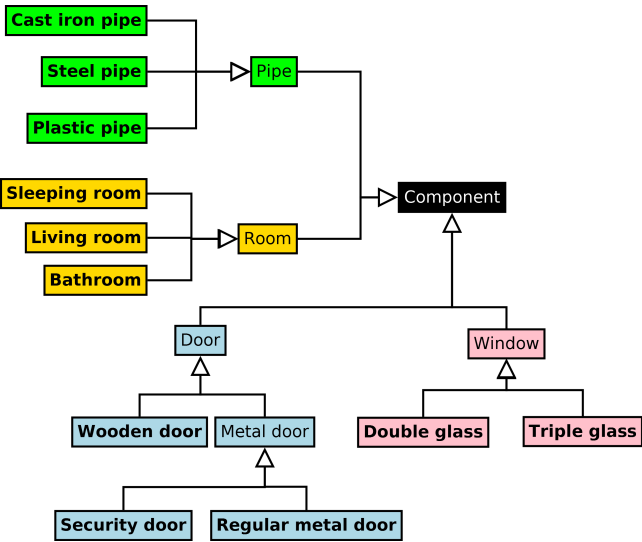 Cast iron pipe
Steel pipe
Pipe
Plastic pipe
Sleeping room
Component
Living room
Room
Bathroom
Door
Window
Wooden door
Metal door
Double glass
Triple glass
Security door
Regular metal door